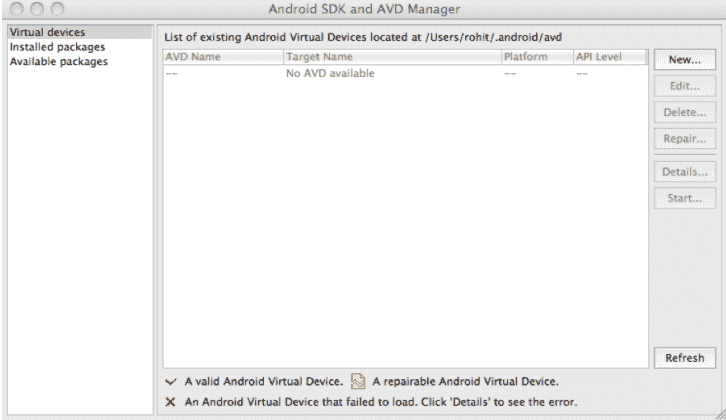 Android SDK and AVD Manager
Virtual devices
Installed packages
Available packages
List of existing Android Virtual Devices located at /Users/rohit/.android/avd
AVD Name Target Name Platform API Level
-- No AVD available -- --
New...
Edit...
Delete...
Repair...
Details...
Start...
Refresh
A valid Android Virtual Device. A repairable Android Virtual Device.
An Android Virtual Device that failed to load. Click 'Details' to see the error.